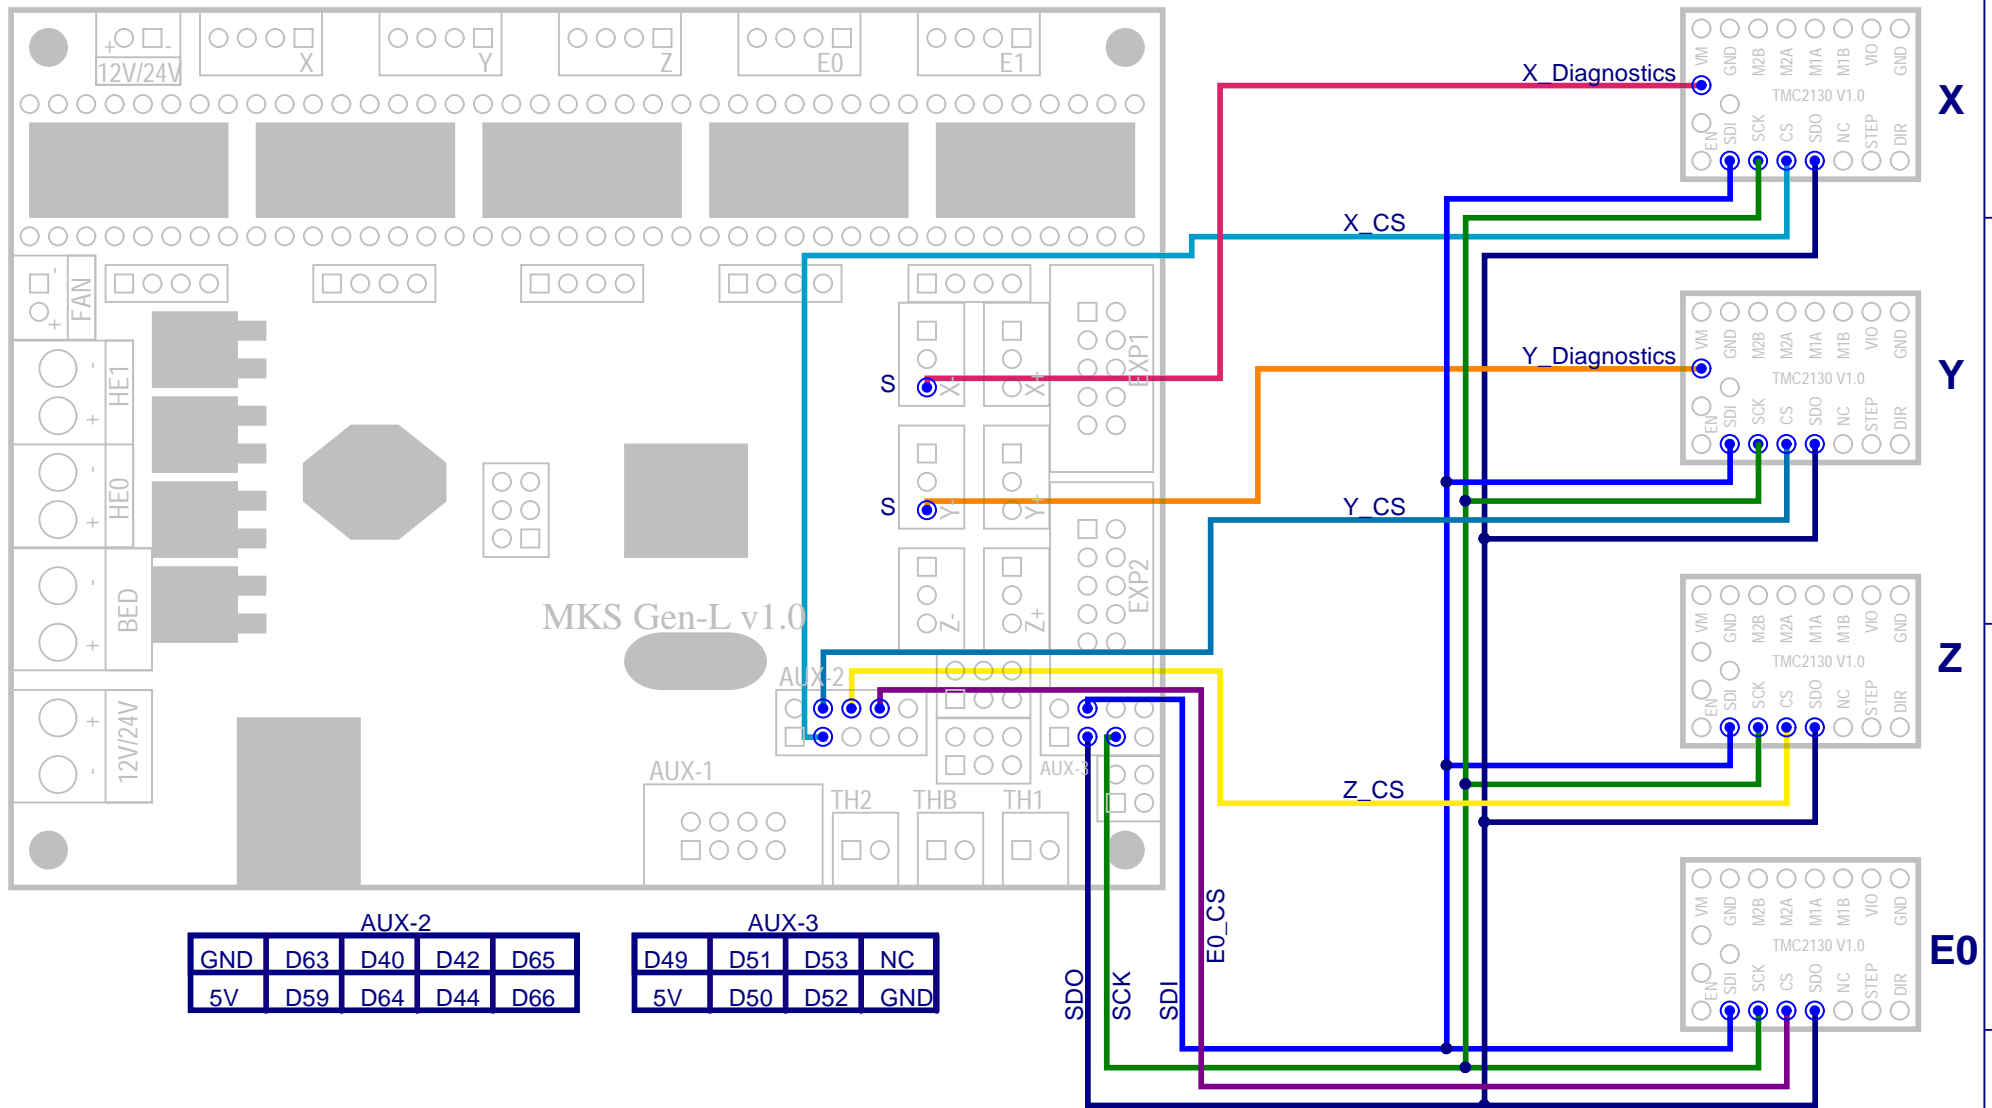 + -
12V/24V
X
Y
Z
E0
E1
FAN
- +
HE1
- +
HE0
- +
BED
- +
12V/24V
+ -
S
X-
X+
EXP1
S
Y-
Y+
EXP2
Z-
Z+
MKS Gen-L v1.0
AUX-2
AUX-3
AUX-1
TH2
THB
TH1
X_Diagnostics
X_CS
Y_Diagnostics
Y_CS
Z_CS
E0_CS
SDO
SCK
SDI
VM GND M2B M2A M1A M1B VIO GND
TMC2130 V1.0
EN SDI SCK CS SDO NC STEP DIR
X
VM GND M2B M2A M1A M1B VIO GND
TMC2130 V1.0
EN SDI SCK CS SDO NC STEP DIR
Y
VM GND M2B M2A M1A M1B VIO GND
TMC2130 V1.0
EN SDI SCK CS SDO NC STEP DIR
Z
VM GND M2B M2A M1A M1B VIO GND
TMC2130 V1.0
EN SDI SCK CS SDO NC STEP DIR
E0
AUX-2
GND D63 D40 D42 D65
5V D59 D64 D44 D66
AUX-3
D49 D51 D53 NC
5V D50 D52 GND